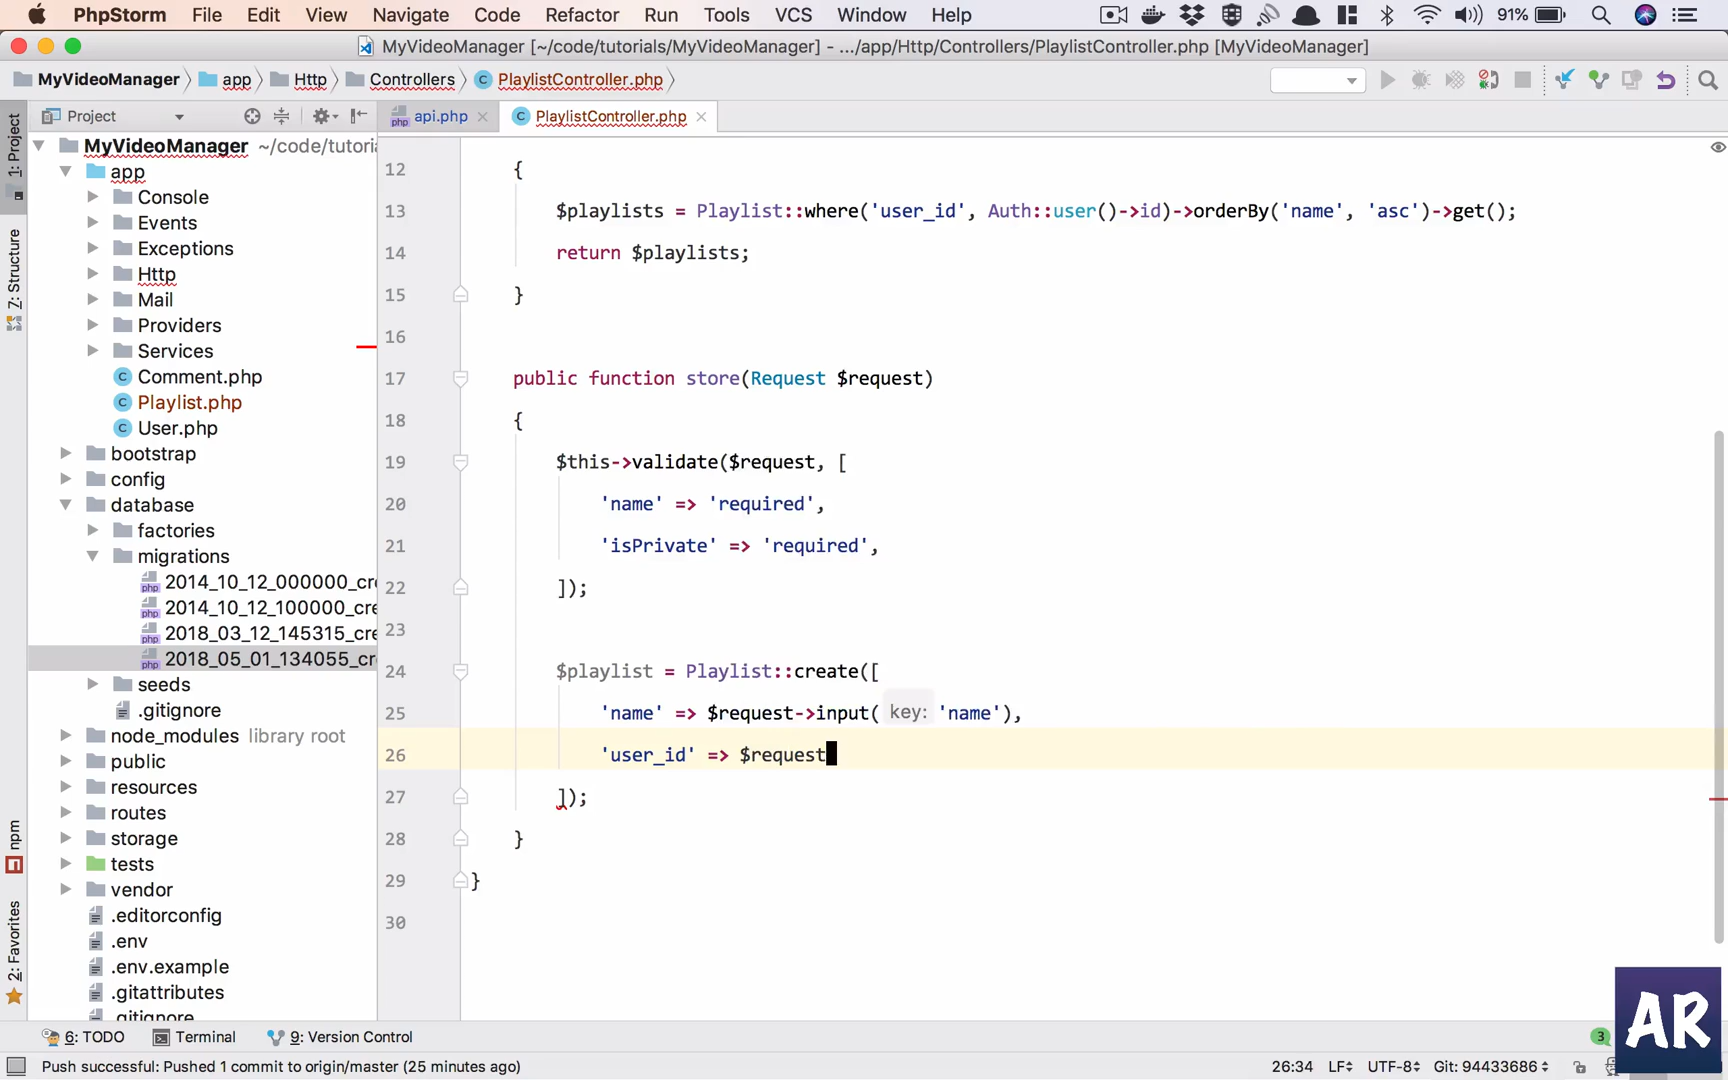 PhpStorm File Edit View Navigate Code Refactor Run Tools VCS Window Help 91%
MyVideoManager [~/code/tutorials/MyVideoManager] - .../app/Http/Controllers/PlaylistController.php [MyVideoManager]
MyVideoManager app Http Controllers PlaylistController.php
Project api.php PlaylistController.php
1: Project
7: Structure
npm
2: Favorites
MyVideoManager ~/code/tutori
app
Console
Events
Exceptions
Http
Mail
Providers
Services
Comment.php
Playlist.php
User.php
bootstrap
config
database
factories
migrations
2014_10_12_000000_cre
2014_10_12_100000_cre
2018_03_12_145315_cre
2018_05_01_134055_cr
seeds
.gitignore
node_modules library root
public
resources
routes
storage
tests
vendor
.editorconfig
.env
.env.example
.gitattributes
.gitignore
12 {
13 $playlists = Playlist::where('user_id', Auth::user()->id)->orderBy('name', 'asc')->get();
14 return $playlists;
15 }
16
17 public function store(Request $request)
18 {
19 $this->validate($request, [
20 'name' => 'required',
21 'isPrivate' => 'required',
22 ]);
23
24 $playlist = Playlist::create([
25 'name' => $request->input( key: 'name'),
26 'user_id' => $request
27 ]);
28 }
29 }
30
6: TODO Terminal 9: Version Control 3
Push successful: Pushed 1 commit to origin/master (25 minutes ago) 26:34 LF UTF-8 Git: 94433686
AR